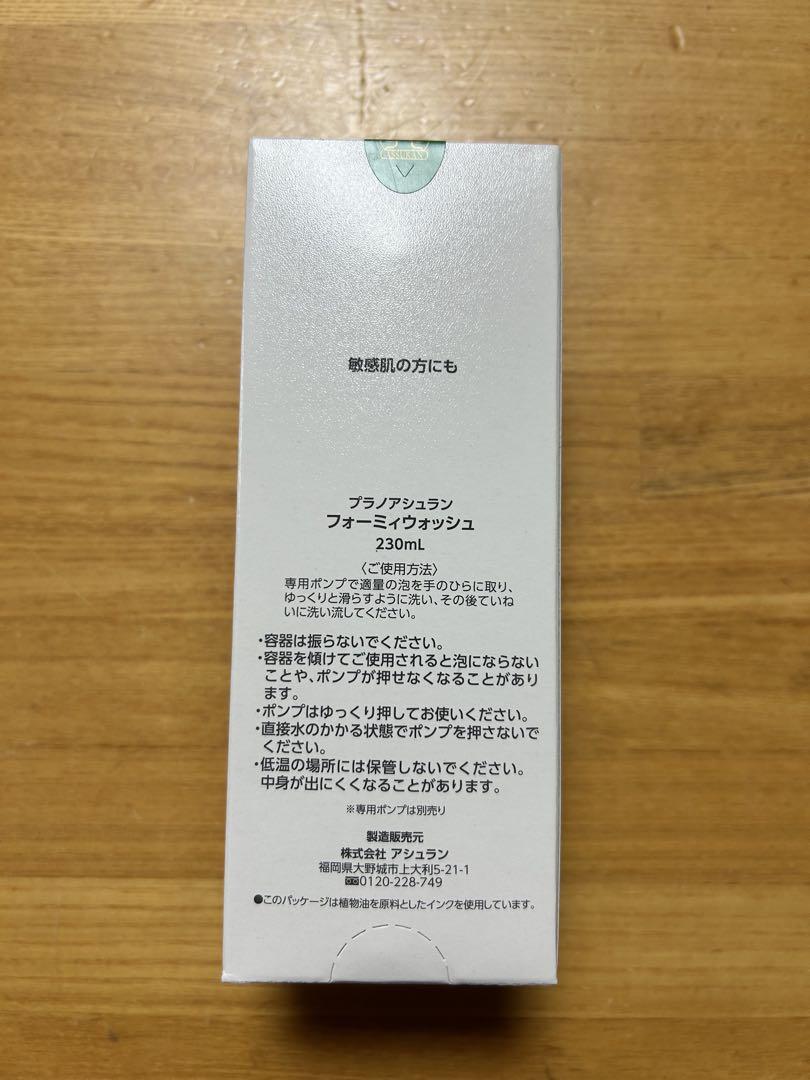 ASSURAN
敏感肌の方にも
プラノアシュラン
フォーミィウォッシュ
230mL
〈ご使用方法〉
専用ポンプで適量の泡を手のひらに取り、
ゆっくりと滑らすように洗い、その後ていね
いに洗い流してください。
・容器は振らないでください。
・容器を傾けてご使用されると泡にならない
ことや、ポンプが押せなくなることがあり
ます。
・ポンプはゆっくり押してお使いください。
・直接水のかかる状態でポンプを押さないで
ください。
・低温の場所には保管しないでください。
中身が出にくくなることがあります。
※専用ポンプは別売り
製造販売元
株式会社 アシュラン
福岡県大野城市上大利5-21-1
0120-228-749
●このパッケージは植物油を原料としたインクを使用しています。